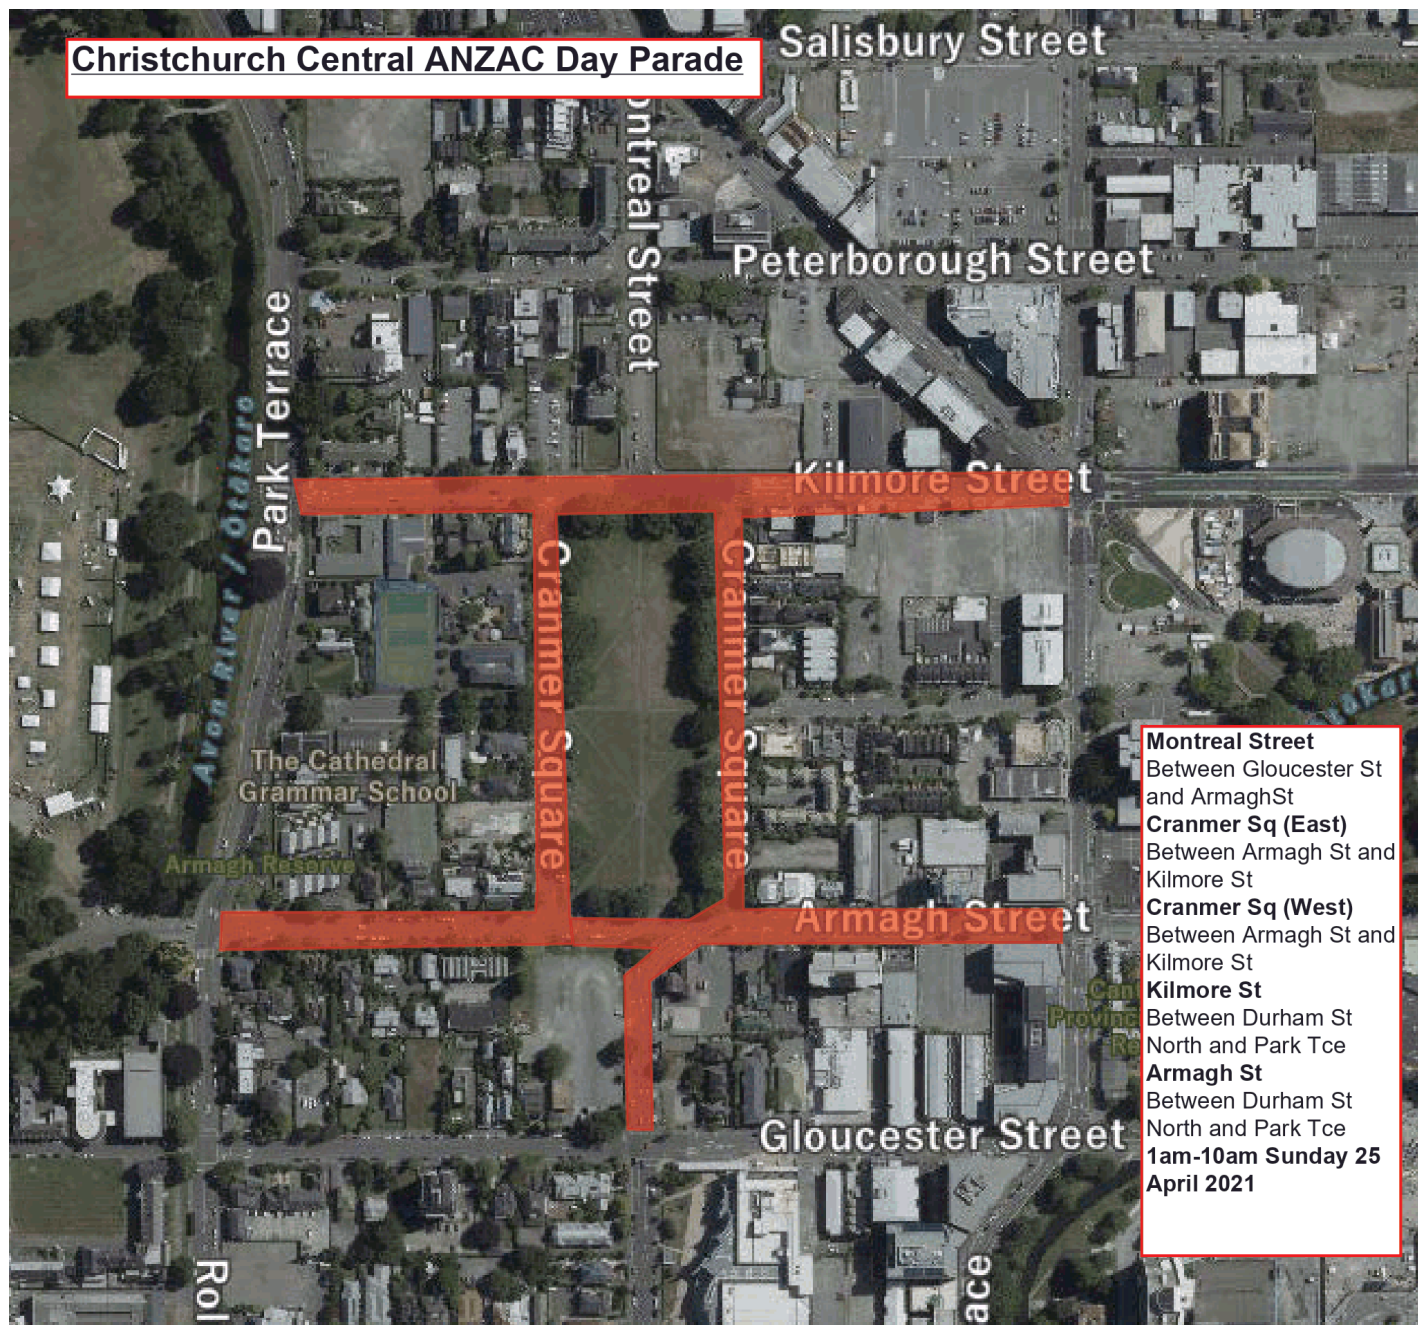 Christchurch Central ANZAC Day Parade
Salisbury Street
ontreal Street
Peterborough Street
Park Terrace
Avon River / Ōtākaro
Kilmore Street
Cranmer Square
Cranmer Square
The Cathedral
Grammar School
Armagh Reserve
Armagh Street
Gloucester Street
Provinc
Rol
ace
Montreal Street
Between Gloucester St
and ArmaghSt
Cranmer Sq (East)
Between Armagh St and
Kilmore St
Cranmer Sq (West)
Between Armagh St and
Kilmore St
Kilmore St
Between Durham St
North and Park Tce
Armagh St
Between Durham St
North and Park Tce
1am-10am Sunday 25
April 2021